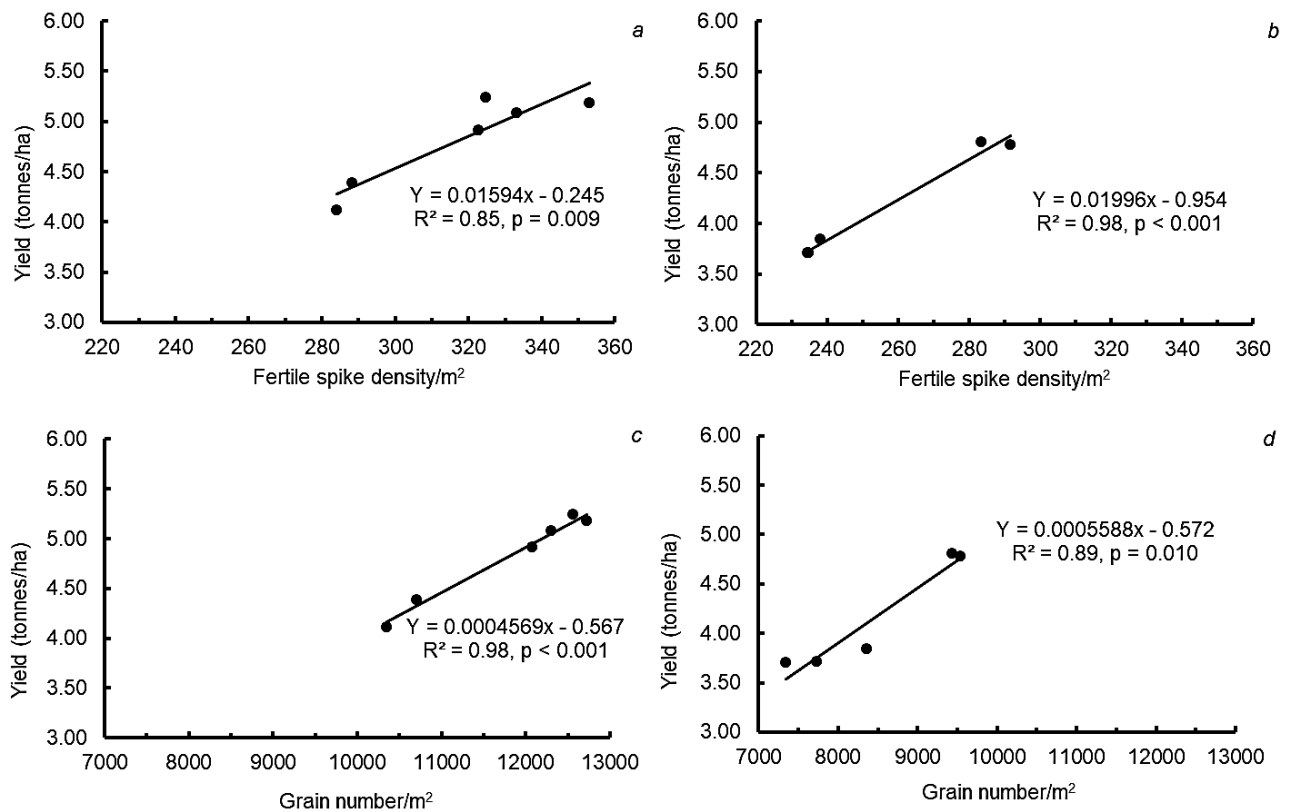 a
6.00
5.50
5.00
4.50
4.00
3.50
3.00
Yield (tonnes/ha)
Y = 0.01594x - 0.245
R² = 0.85, p = 0.009
220 240 260 280 300 320 340 360
Fertile spike density/m²
b
6.00
5.50
5.00
4.50
4.00
3.50
3.00
Yield (tonnes/ha)
Y = 0.01996x - 0.954
R² = 0.98, p < 0.001
220 240 260 280 300 320 340 360
Fertile spike density/m²
c
6.00
5.50
5.00
4.50
4.00
3.50
3.00
Yield (tonnes/ha)
Y = 0.0004569x - 0.567
R² = 0.98, p < 0.001
7000 8000 9000 10000 11000 12000 13000
Grain number/m²
d
6.00
5.50
5.00
4.50
4.00
3.50
3.00
Yield (tonnes/ha)
Y = 0.0005588x - 0.572
R² = 0.89, p = 0.010
7000 8000 9000 10000 11000 12000 13000
Grain number/m²